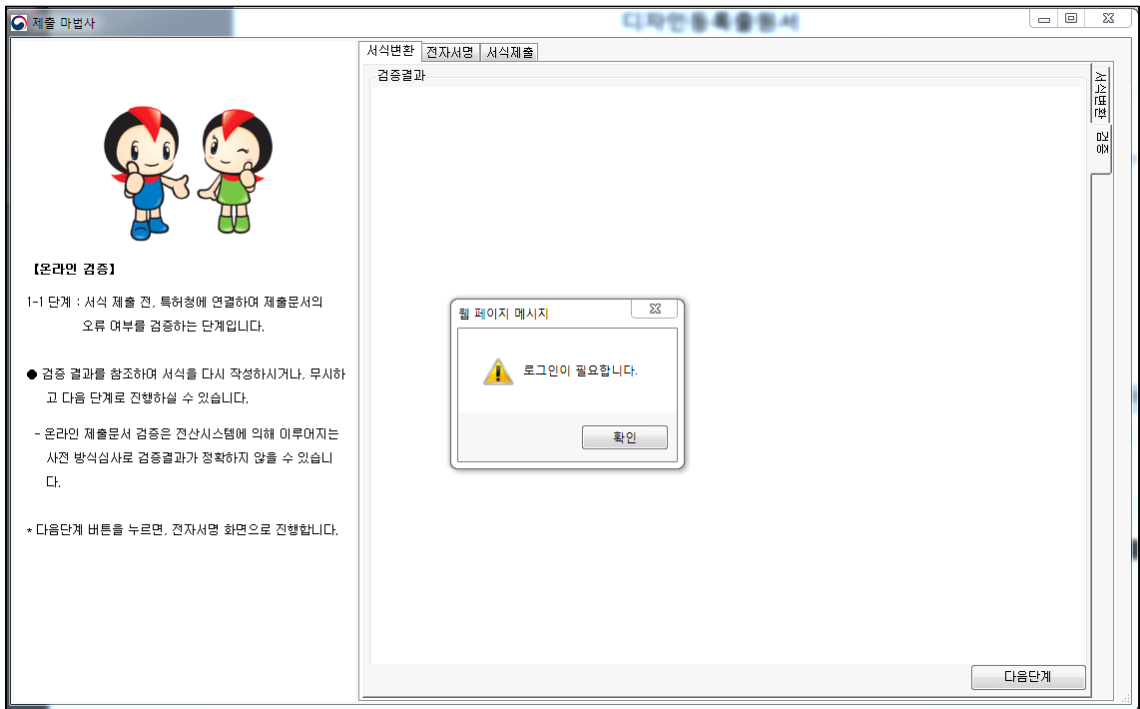 제출 마법사
디자인등록출원서
서식변환 전자서명 서식제출
검증결과
서식변환
검증
【온라인 검증】
1-1 단계 : 서식 제출 전, 특허청에 연결하여 제출문서의
오류 여부를 검증하는 단계입니다.
● 검증 결과를 참조하여 서식을 다시 작성하시거나, 무시하
고 다음 단계로 진행하실 수 있습니다.
- 온라인 제출문서 검증은 전산시스템에 의해 이루어지는
사전 방식심사로 검증결과가 정확하지 않을 수 있습니
다.
* 다음단계 버튼을 누르면, 전자서명 화면으로 진행합니다.
웹 페이지 메시지
로그인이 필요합니다.
확인
다음단계